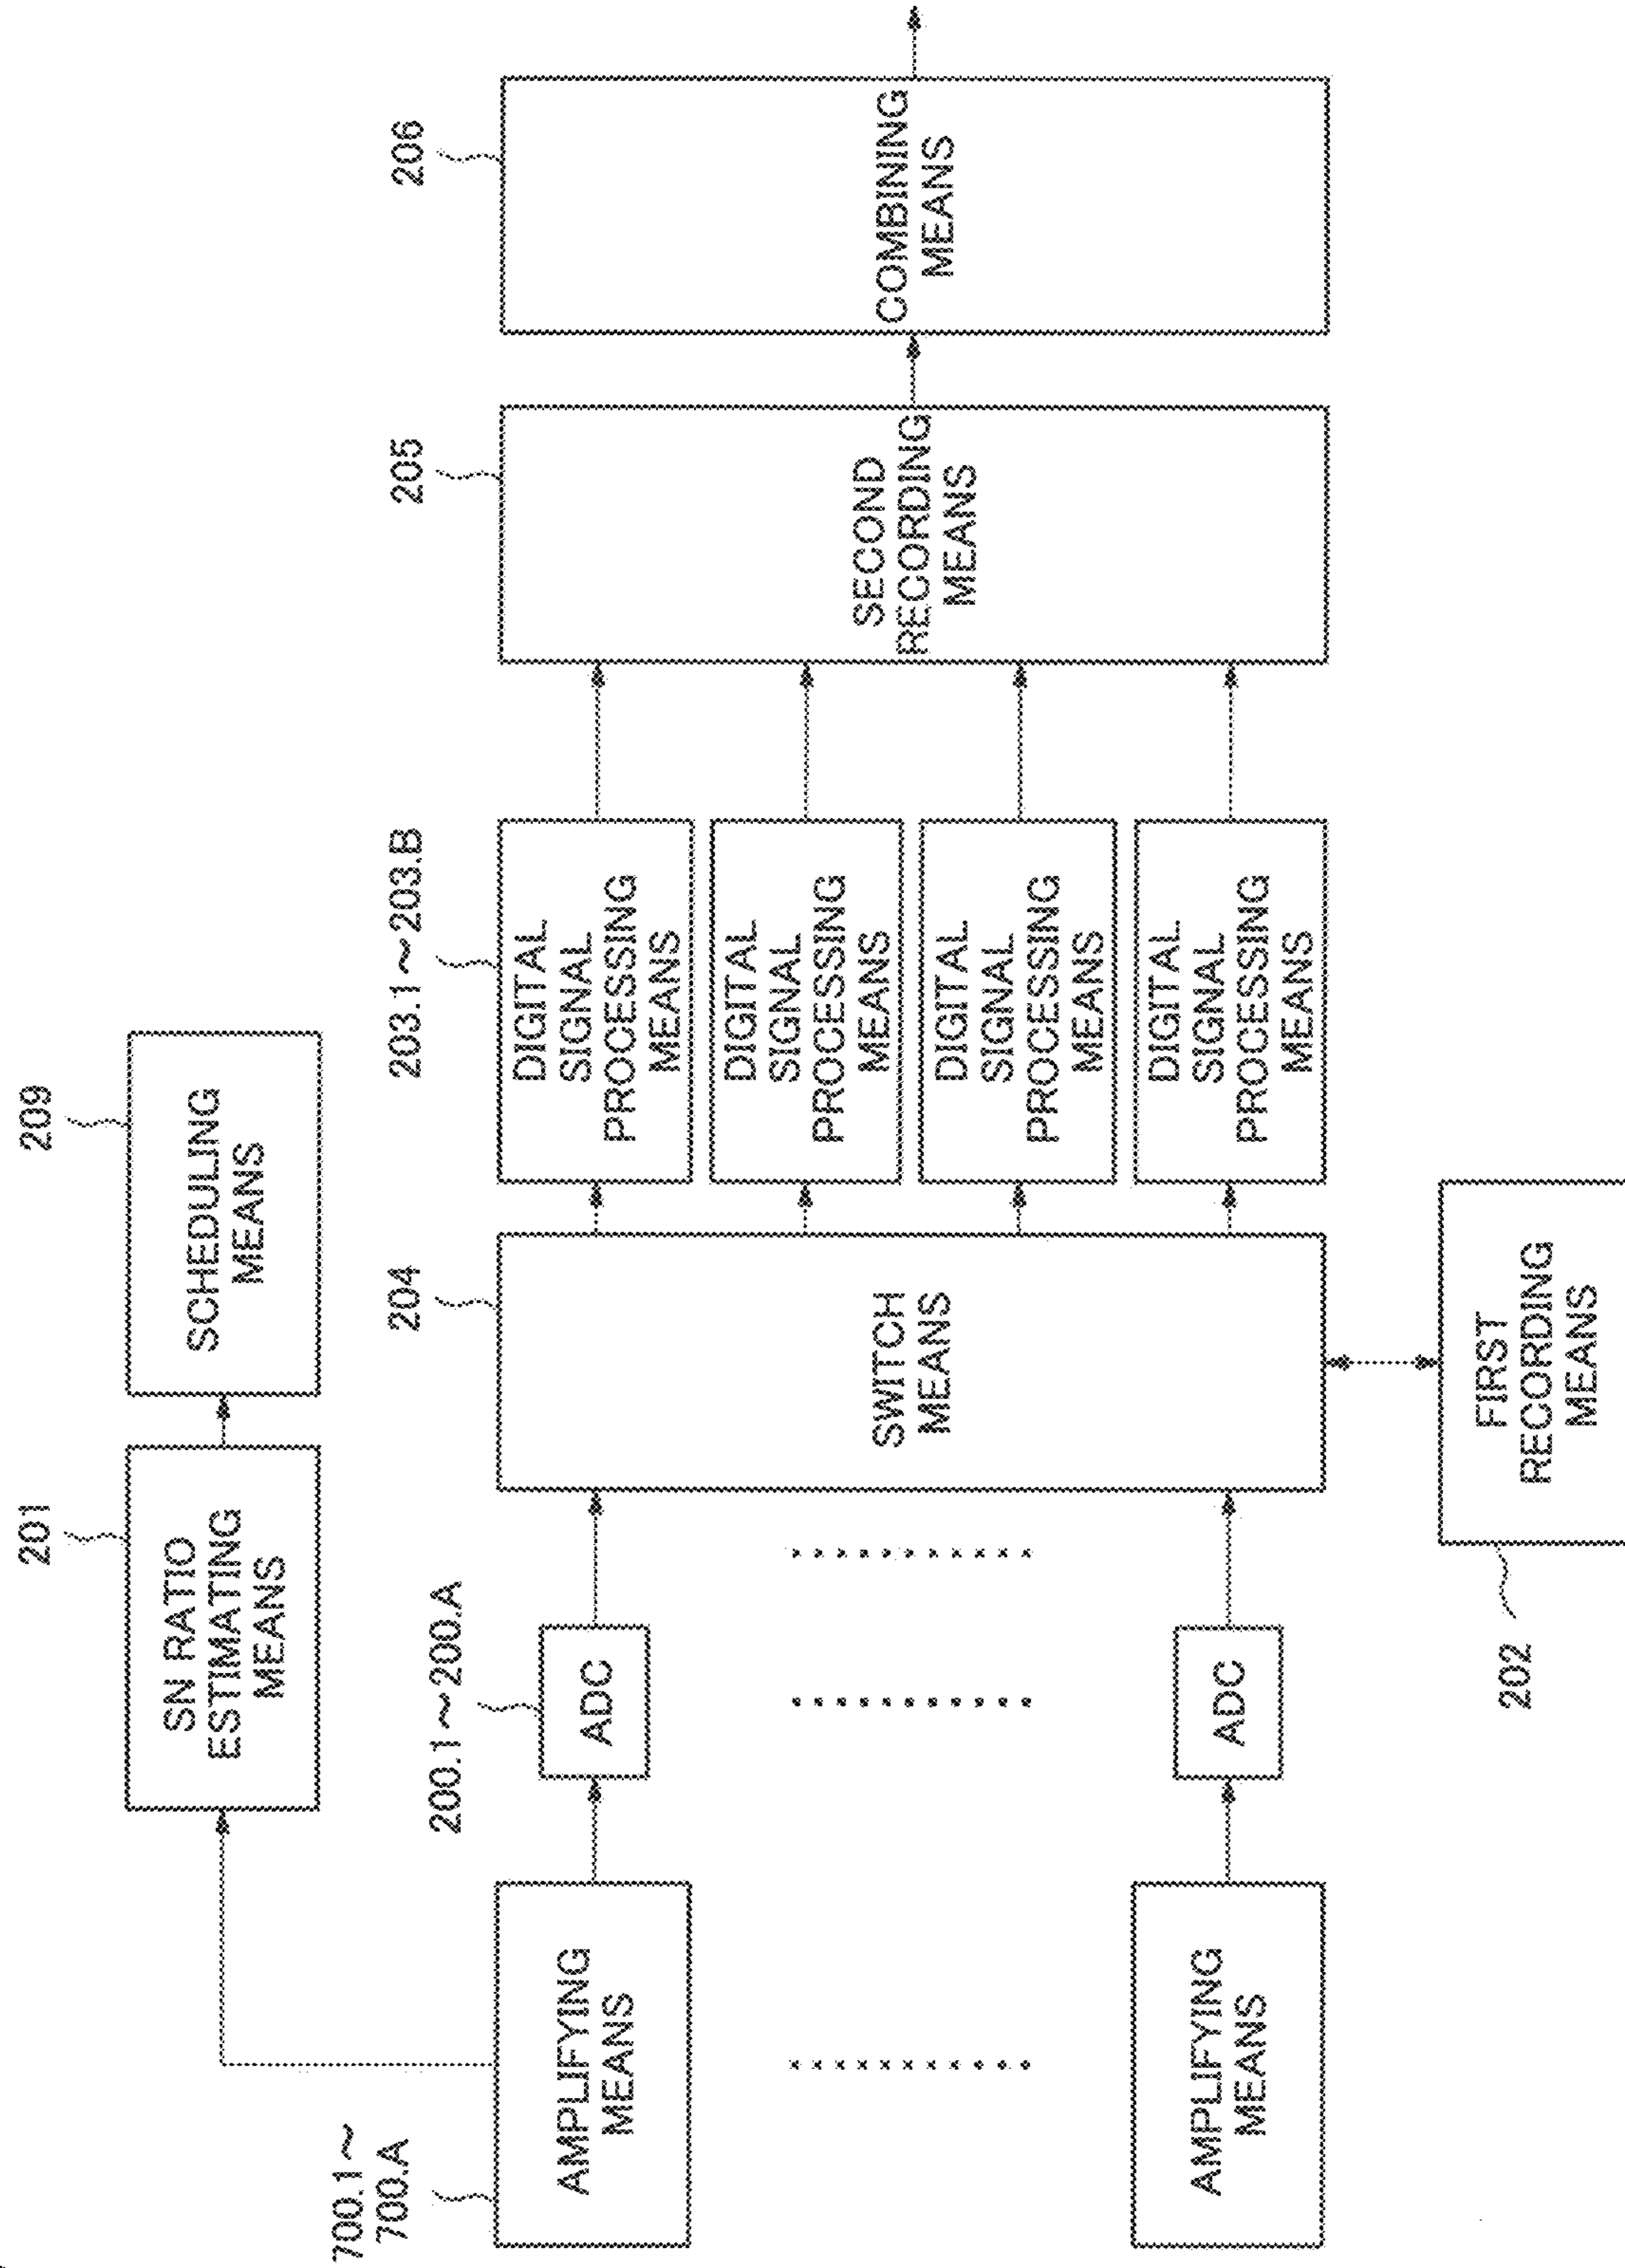 201
SN RATIO
ESTIMATING
MEANS
209
SCHEDULING
MEANS
700.1～
700.A
AMPLIFYING
MEANS
200.1～200.A
ADC
204
SWITCH
MEANS
203.1～203.B
DIGITAL
SIGNAL
PROCESSING
MEANS
DIGITAL
SIGNAL
PROCESSING
MEANS
DIGITAL
SIGNAL
PROCESSING
MEANS
DIGITAL
SIGNAL
PROCESSING
MEANS
205
SECOND
RECORDING
MEANS
206
COMBINING
MEANS
AMPLIFYING
MEANS
ADC
202
FIRST
RECORDING
MEANS